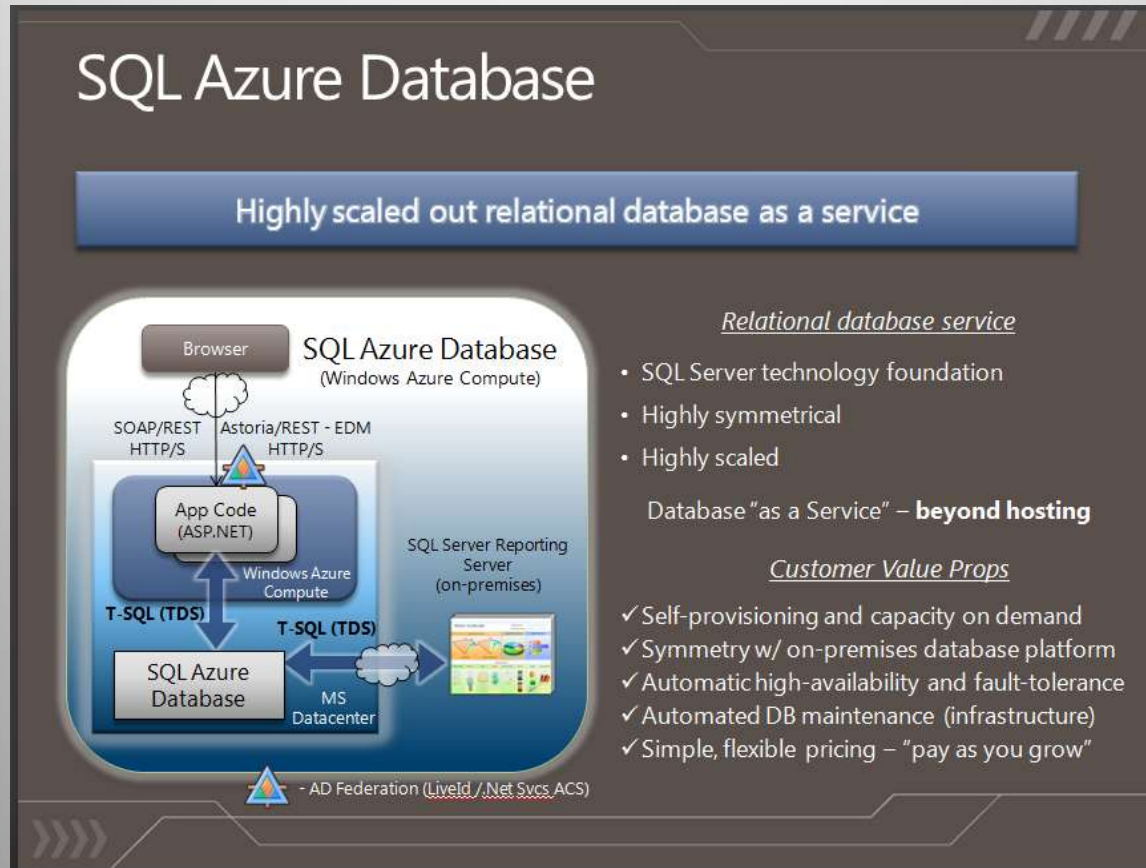 SQL Azure Database
Highly scaled out relational database as a service
Browser
SQL Azure Database
(Windows Azure Compute)
SOAP/REST
HTTP/S
Astoria/REST - EDM
HTTP/S
App Code
(ASP.NET)
Windows Azure
Compute
T-SQL (TDS)
SQL Azure
Database
T-SQL (TDS)
MS
Datacenter
SQL Server Reporting
Server
(on-premises)
- AD Federation (LiveId /.Net Svcs ACS)
Relational database service
• SQL Server technology foundation
• Highly symmetrical
• Highly scaled
Database "as a Service" – beyond hosting
Customer Value Props
✓ Self-provisioning and capacity on demand
✓ Symmetry w/ on-premises database platform
✓ Automatic high-availability and fault-tolerance
✓ Automated DB maintenance (infrastructure)
✓ Simple, flexible pricing – "pay as you grow"